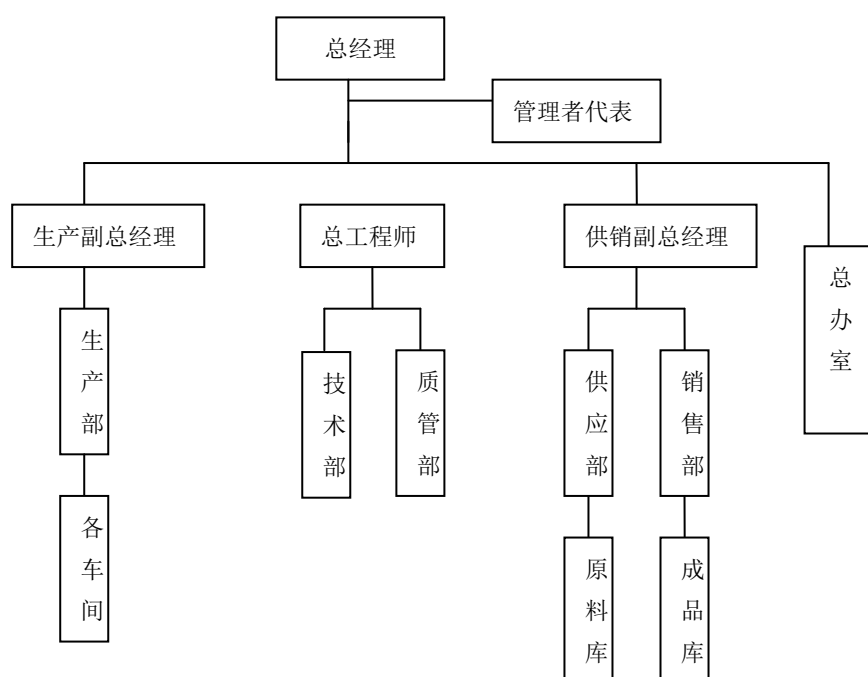 总经理
管理者代表
生产副总经理
总工程师
供销副总经理
总办室
生产部
技术部
质管部
供应部
销售部
各车间
原料库
成品库